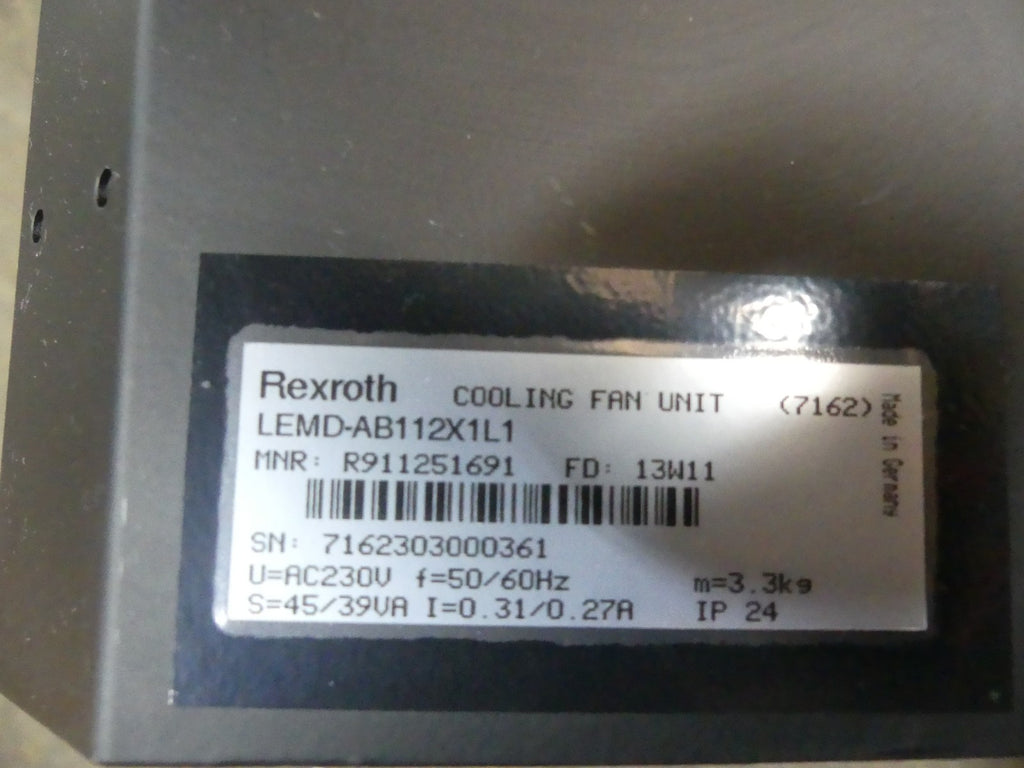 Rexroth COOLING FAN UNIT (7162)
LEMD-AB112X1L1
MNR: R911251691 FD: 13W11
SN: 7162303000361
U=AC230V f=50/60Hz m=3.3kg
S=45/39VA I=0.31/0.27A IP 24
Made in Germany